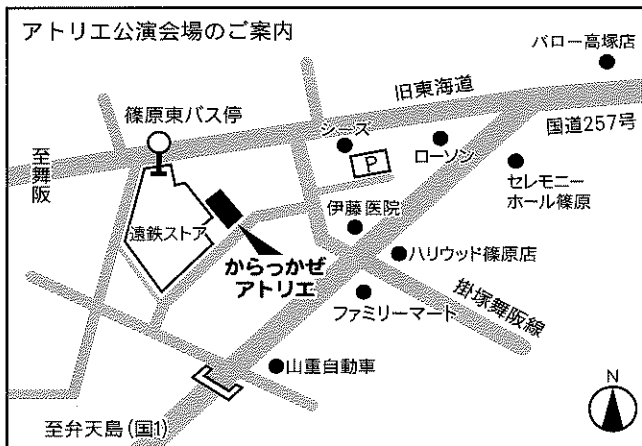 アトリエ公演会場のご案内
バロー高塚店
旧東海道
国道257号
篠原東バス停
シーズ
P
ローソン
セレモニー
ホール篠原
至舞阪
遠鉄ストア
伊藤医院
からっかぜ
アトリエ
ハリウッド篠原店
掛塚舞阪線
ファミリーマート
山重自動車
至弁天島(国1)
N